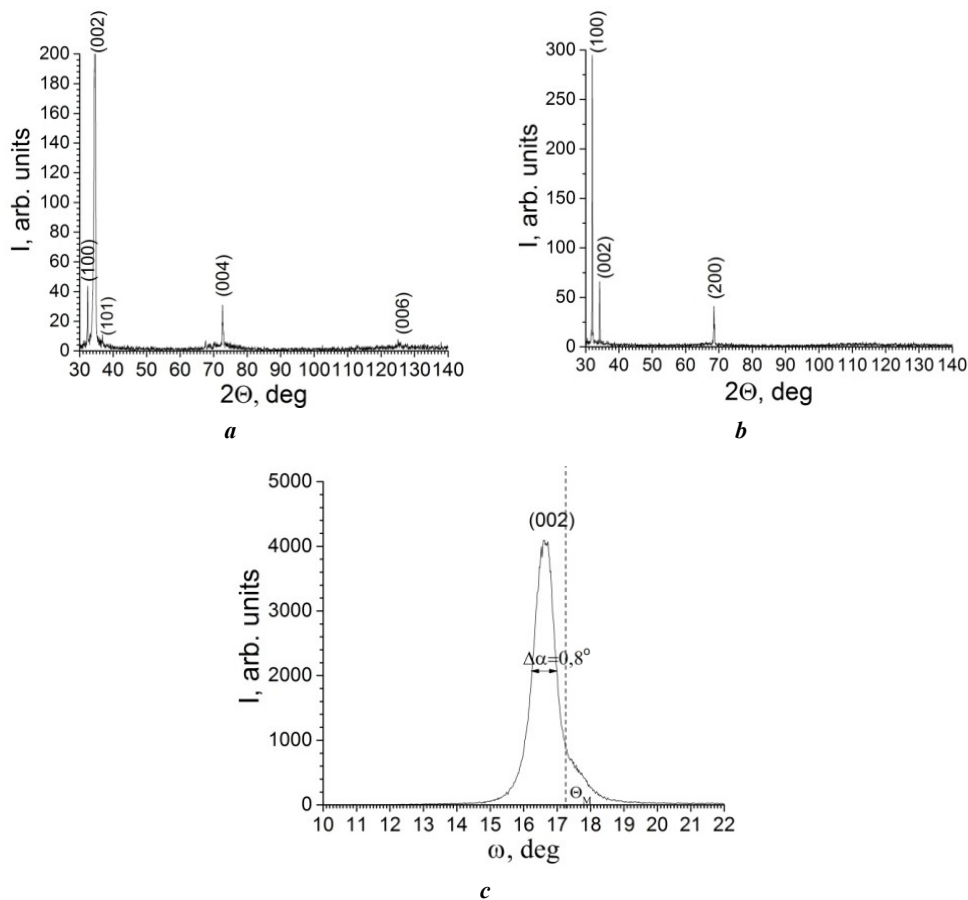 (002)
200
180
160
140
120
100
80
60
40
20
0
I, arb. units
(100)
(101)
(004)
(006)
30 40 50 60 70 80 90 100 110 120 130 140
2Θ, deg
a
(100)
300
250
200
150
100
50
0
I, arb. units
(002)
(200)
30 40 50 60 70 80 90 100 110 120 130 140
2Θ, deg
b
5000
4000
3000
2000
1000
0
I, arb. units
(002)
Δα=0,8°
Θ_M
10 11 12 13 14 15 16 17 18 19 20 21 22
ω, deg
c